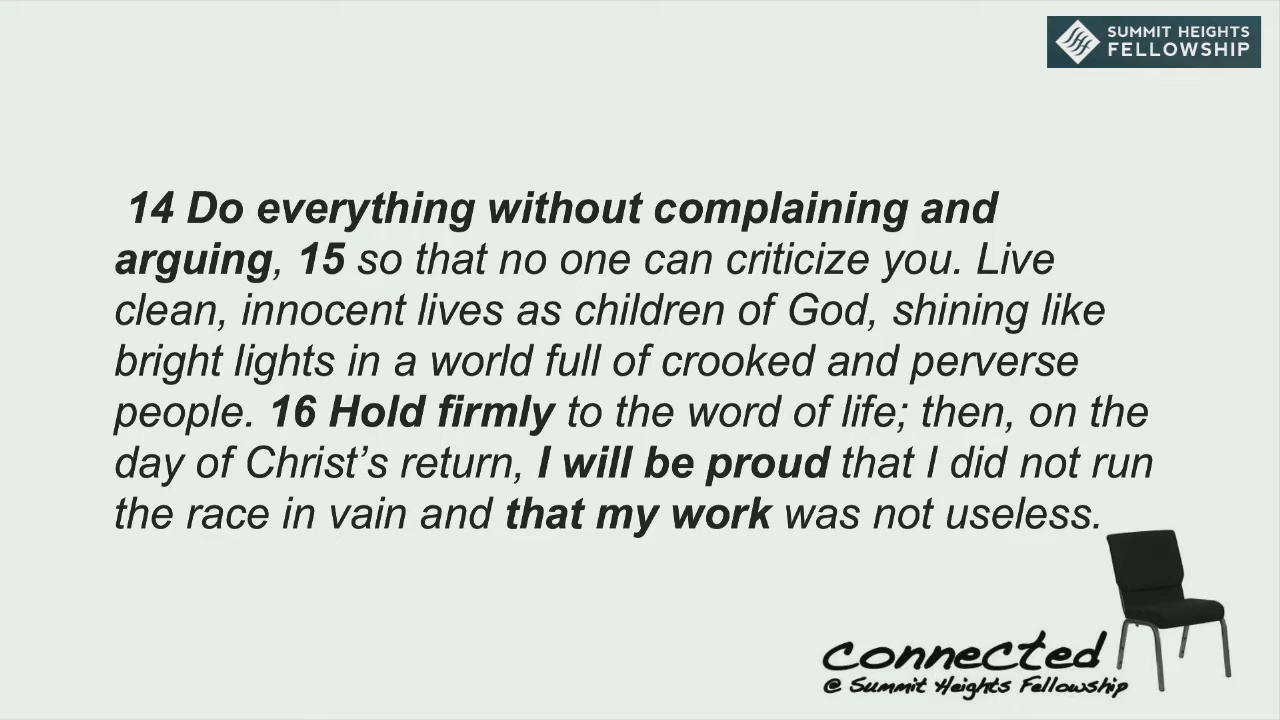 SUMMIT HEIGHTS
FELLOWSHIP
14 Do everything without complaining and
arguing, 15 so that no one can criticize you. Live
clean, innocent lives as children of God, shining like
bright lights in a world full of crooked and perverse
people. 16 Hold firmly to the word of life; then, on the
day of Christ’s return, I will be proud that I did not run
the race in vain and that my work was not useless.
connected
@ Summit Heights Fellowship